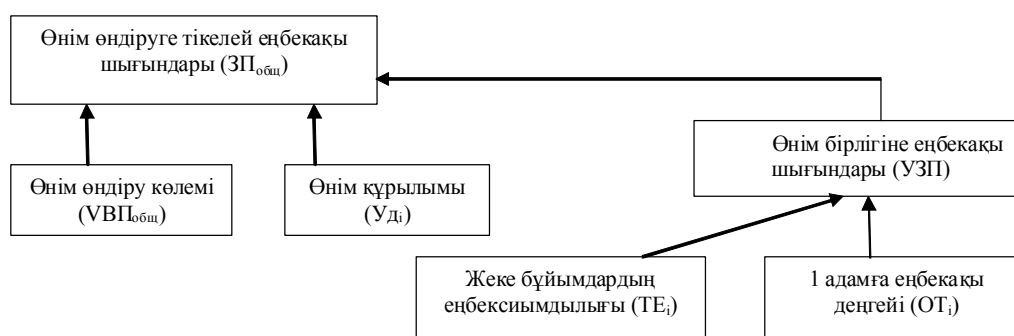 Өнім өндіруге тікелей еңбекақы
шығындары (ЗПобщ)
Өнім бірлігіне еңбекақы
шығындары (УЗП)
Өнім өндіру көлемі
(VВПобщ)
Өнім құрылымы
(Удi)
Жеке бұйымдардың
еңбексиымдылығы (ТЕi)
1 адамға еңбекақы
деңгейі (ОТi)